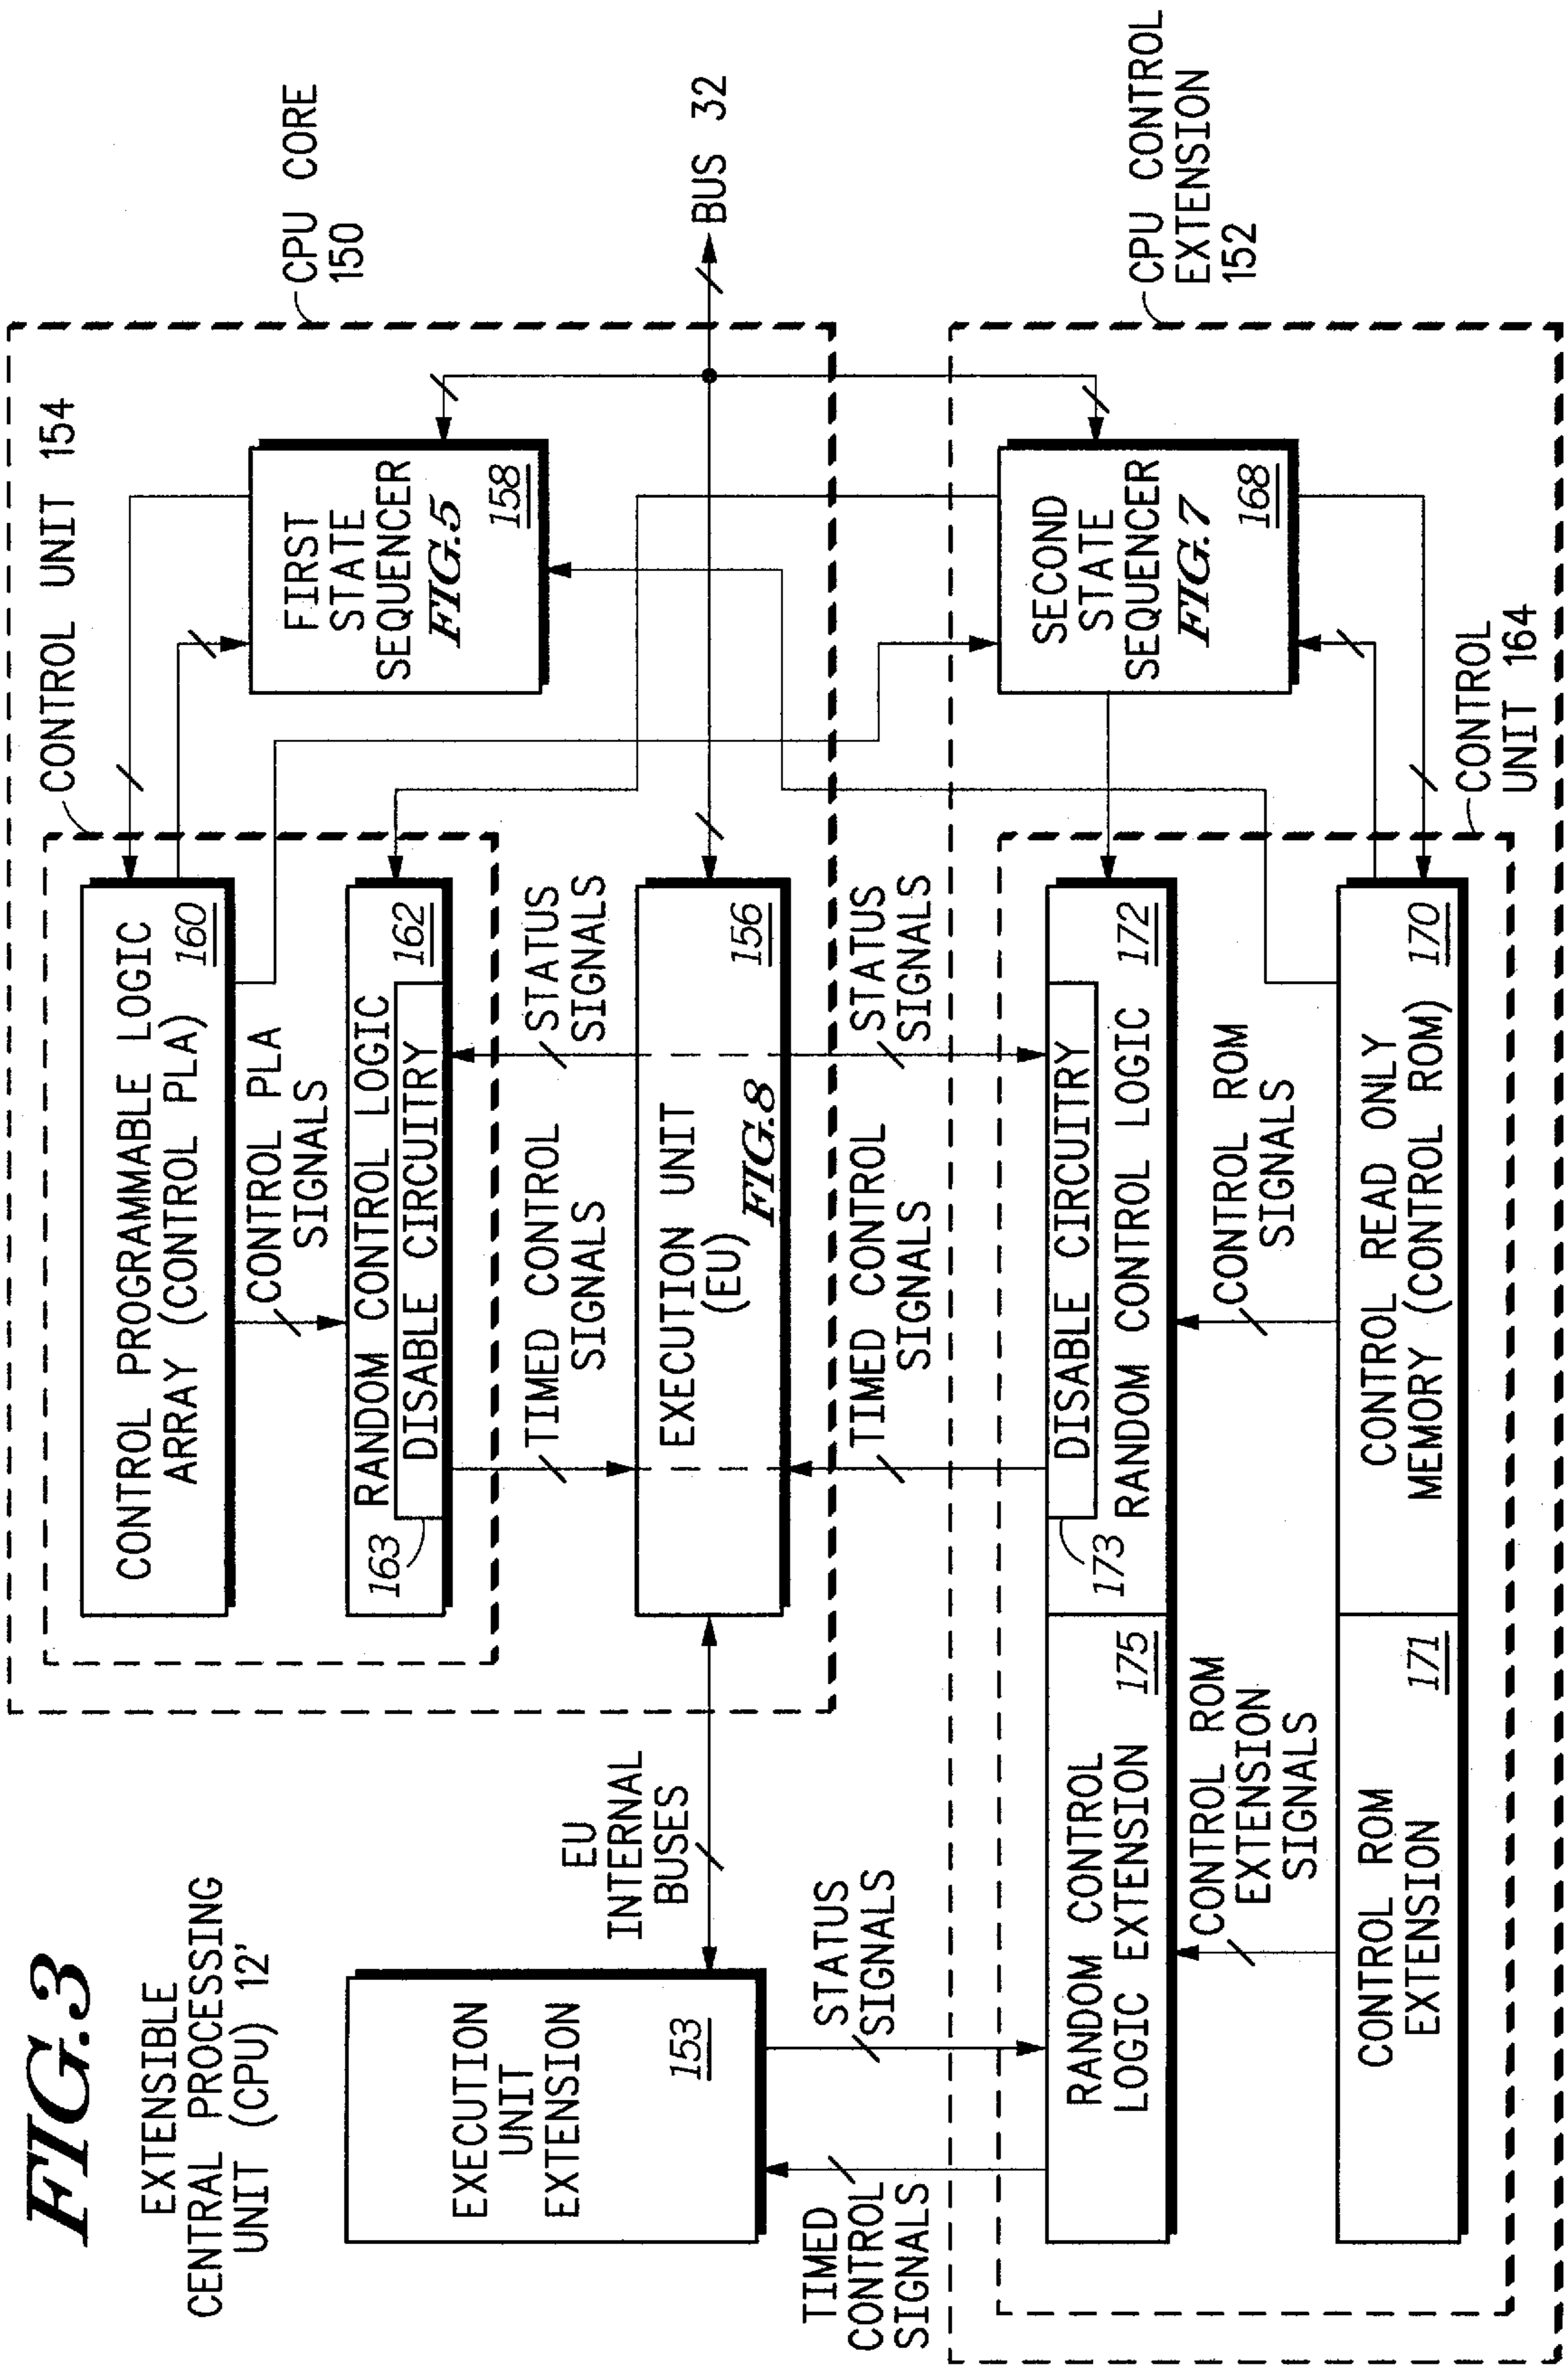 FIG.3
EXTENSIBLE
CENTRAL PROCESSING
UNIT (CPU) 12'
CONTROL UNIT 154
CPU CORE
150
CONTROL PROGRAMMABLE LOGIC
ARRAY (CONTROL PLA)
160
CONTROL PLA
SIGNALS
FIRST
STATE
SEQUENCER
FIG.5
158
RANDOM CONTROL LOGIC
162
DISABLE CIRCUITRY
163
TIMED CONTROL
SIGNALS
STATUS
SIGNALS
EXECUTION UNIT
(EU)
FIG.8
156
BUS 32
EU
INTERNAL
BUSES
EXECUTION
UNIT
EXTENSION
153
TIMED
CONTROL
SIGNALS
STATUS
SIGNALS
TIMED CONTROL
SIGNALS
STATUS
SIGNALS
CPU CONTROL
EXTENSION
152
SECOND
STATE
SEQUENCER
FIG.7
168
RANDOM CONTROL
LOGIC EXTENSION
175
DISABLE CIRCUITRY
173
RANDOM CONTROL LOGIC
172
CONTROL ROM
EXTENSION
SIGNALS
CONTROL ROM
SIGNALS
CONTROL ROM
EXTENSION
171
CONTROL READ ONLY
MEMORY (CONTROL ROM)
170
CONTROL
UNIT 164